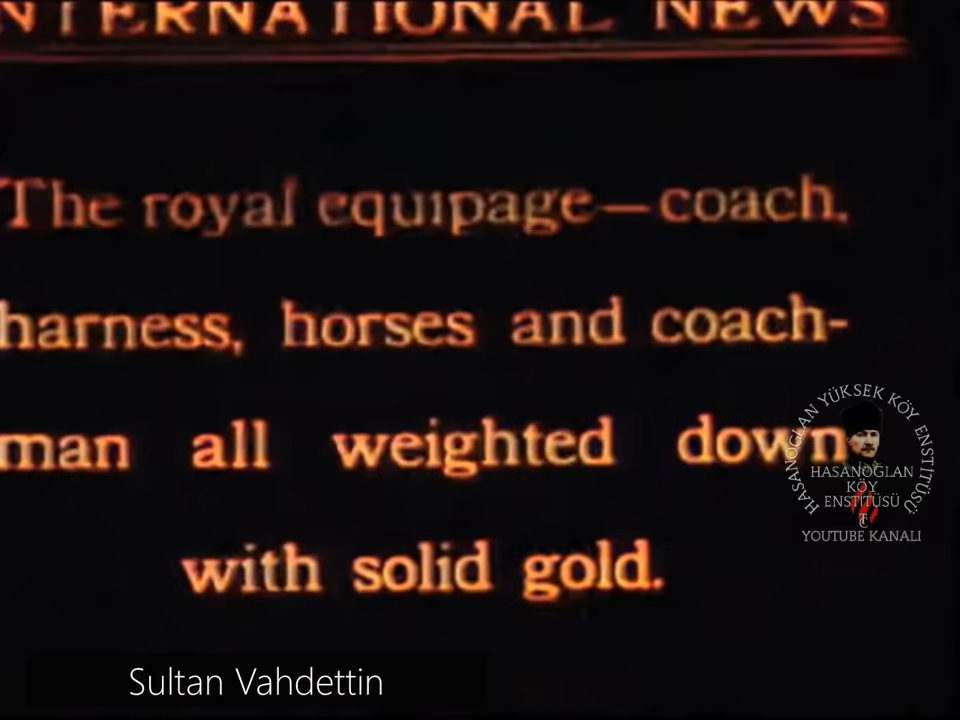 NTERNATIONAL NEWS
The royal equipage—coach,
harness, horses and coach-
man all weighted down
with solid gold.
HASANOĞLAN YÜKSEK KÖY ENSTİTÜSÜ
HASANOĞLAN
KÖY
ENSTİTÜSÜ
YOUTUBE KANALI
Sultan Vahdettin